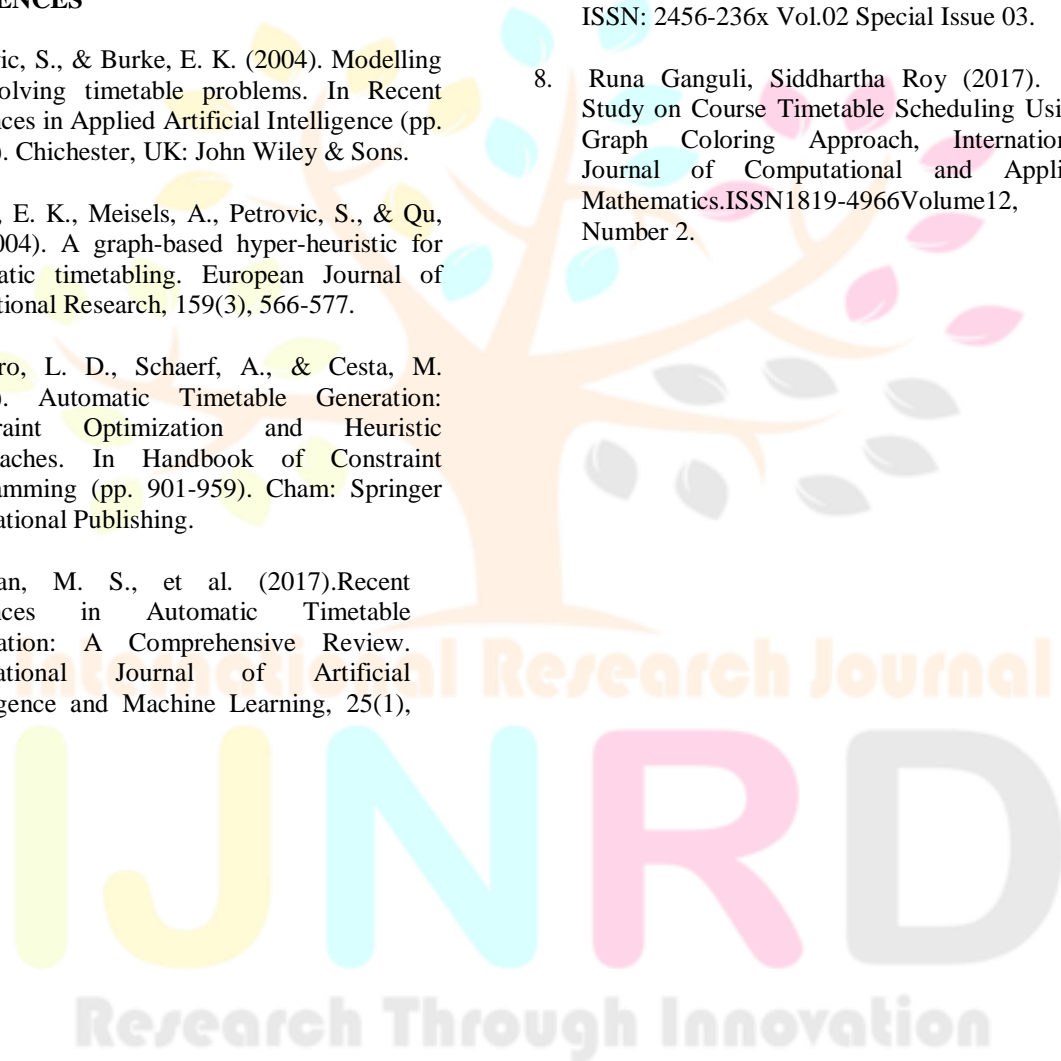 ENCES
vic, S., & Burke, E. K. (2004). Modelling
olving timetable problems. In Recent
nces in Applied Artificial Intelligence (pp.
). Chichester, UK: John Wiley & Sons.
, E. K., Meisels, A., Petrovic, S., & Qu,
004). A graph-based hyper-heuristic for
atic timetabling. European Journal of
tional Research, 159(3), 566-577.
ro, L. D., Schaerf, A., & Cesta, M.
). Automatic Timetable Generation:
raint Optimization and Heuristic
aches. In Handbook of Constraint
amming (pp. 901-959). Cham: Springer
ational Publishing.
an, M. S., et al. (2017).Recent
nces in Automatic Timetable
ation: A Comprehensive Review.
ational Journal of Artificial
gence and Machine Learning, 25(1),
ISSN: 2456-236x Vol.02 Special Issue 03.
8. Runa Ganguli, Siddhartha Roy (2017).
Study on Course Timetable Scheduling Usi
Graph Coloring Approach, Internation
Journal of Computational and Appli
Mathematics.ISSN1819-4966Volume12,
Number 2.
International Research Journal
IJNRD
Research Through Innovation